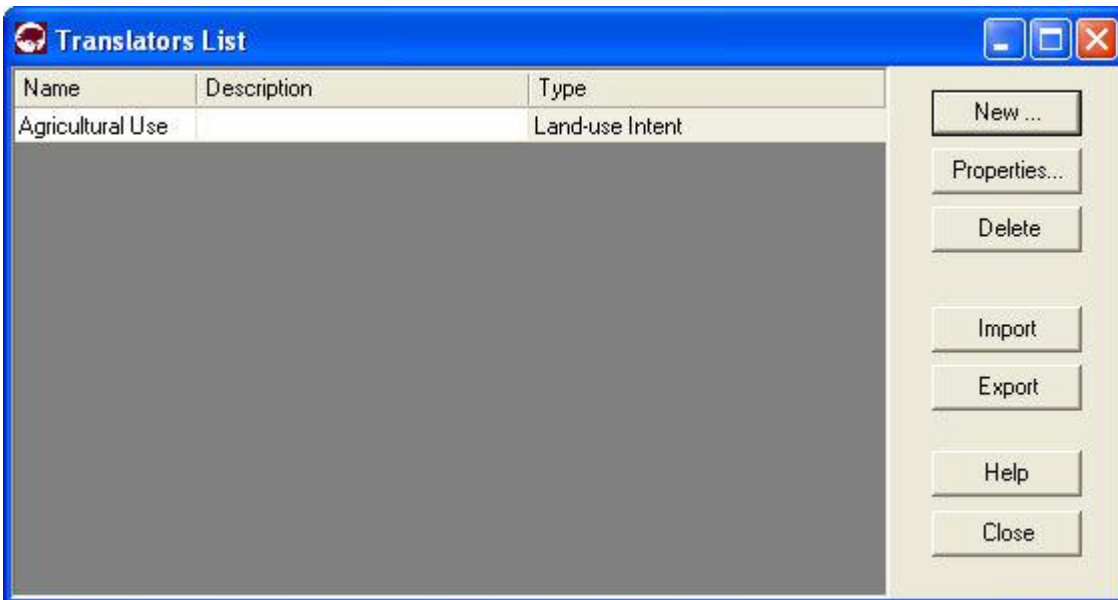 Translators List
Name Description Type
Agricultural Use Land-use Intent
New ...
Properties...
Delete
Import
Export
Help
Close